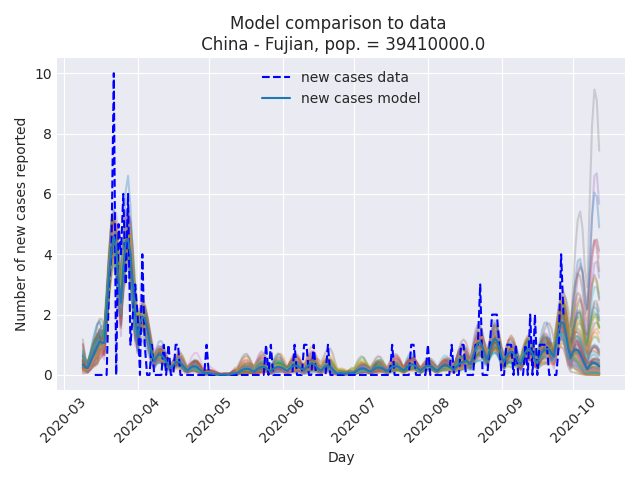 Model comparison to data
China - Fujian, pop. = 39410000.0
new cases data
new cases model
Number of new cases reported
10
8
6
4
2
0
2020-03
2020-04
2020-05
2020-06
2020-07
2020-08
2020-09
2020-10
Day